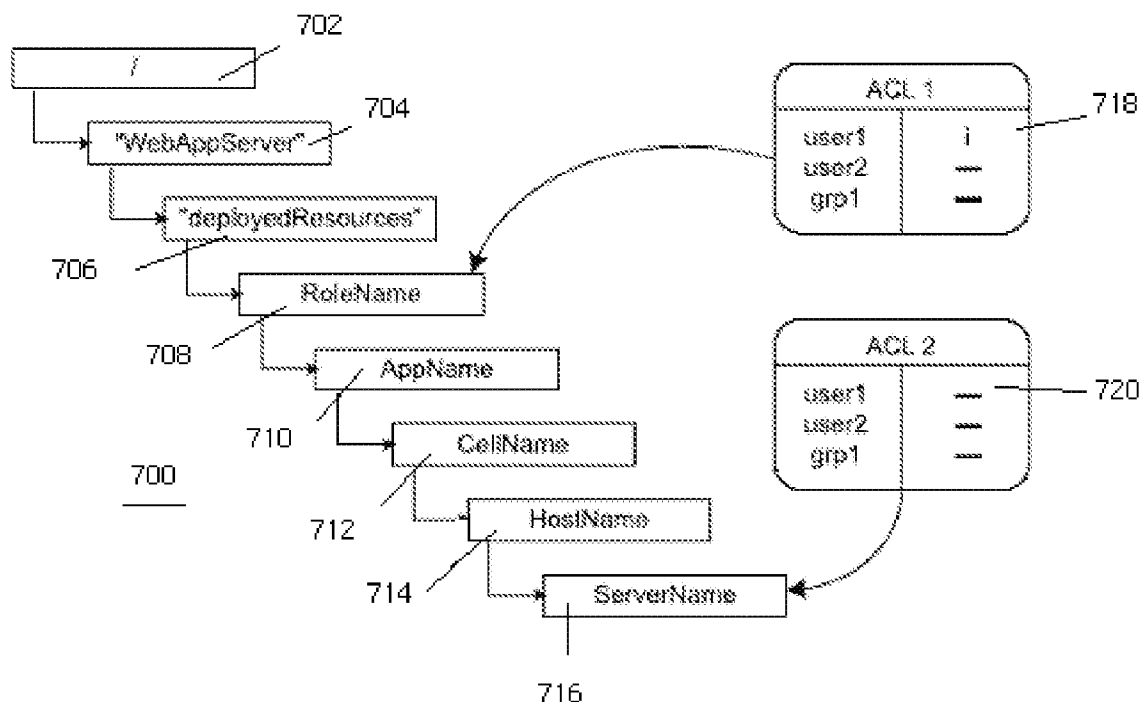 702
/
704
"WebAppServer"
"deployedResources"
706
RoleName
708
AppName
710
CellName
700
712
HostName
714
ServerName
716
ACL 1
718
user1 i
user2 —
grp1 —
ACL 2
720
user1 —
user2 —
grp1 —